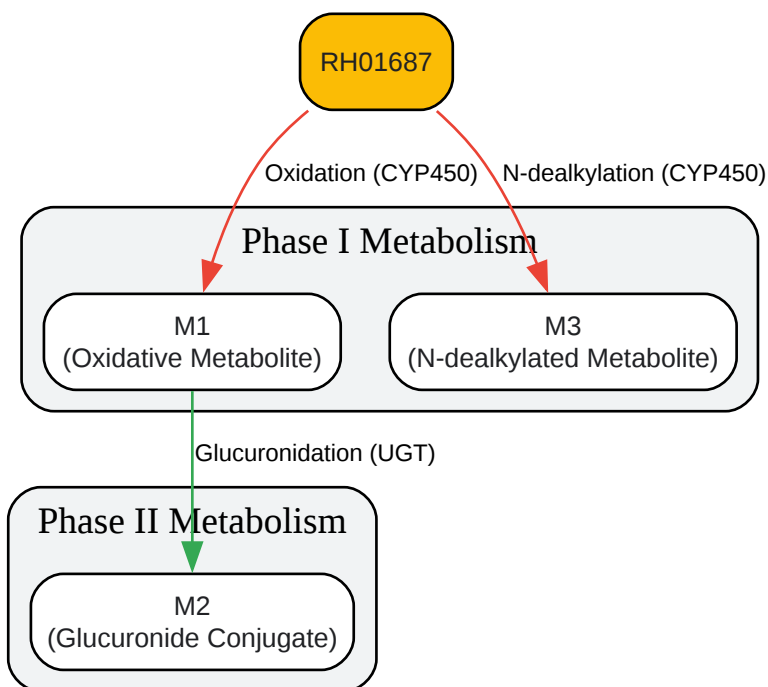 RH01687
Oxidation (CYP450)
N-dealkylation (CYP450)
Phase I Metabolism
M1
(Oxidative Metabolite)
M3
(N-dealkylated Metabolite)
Glucuronidation (UGT)
Phase II Metabolism
M2
(Glucuronide Conjugate)